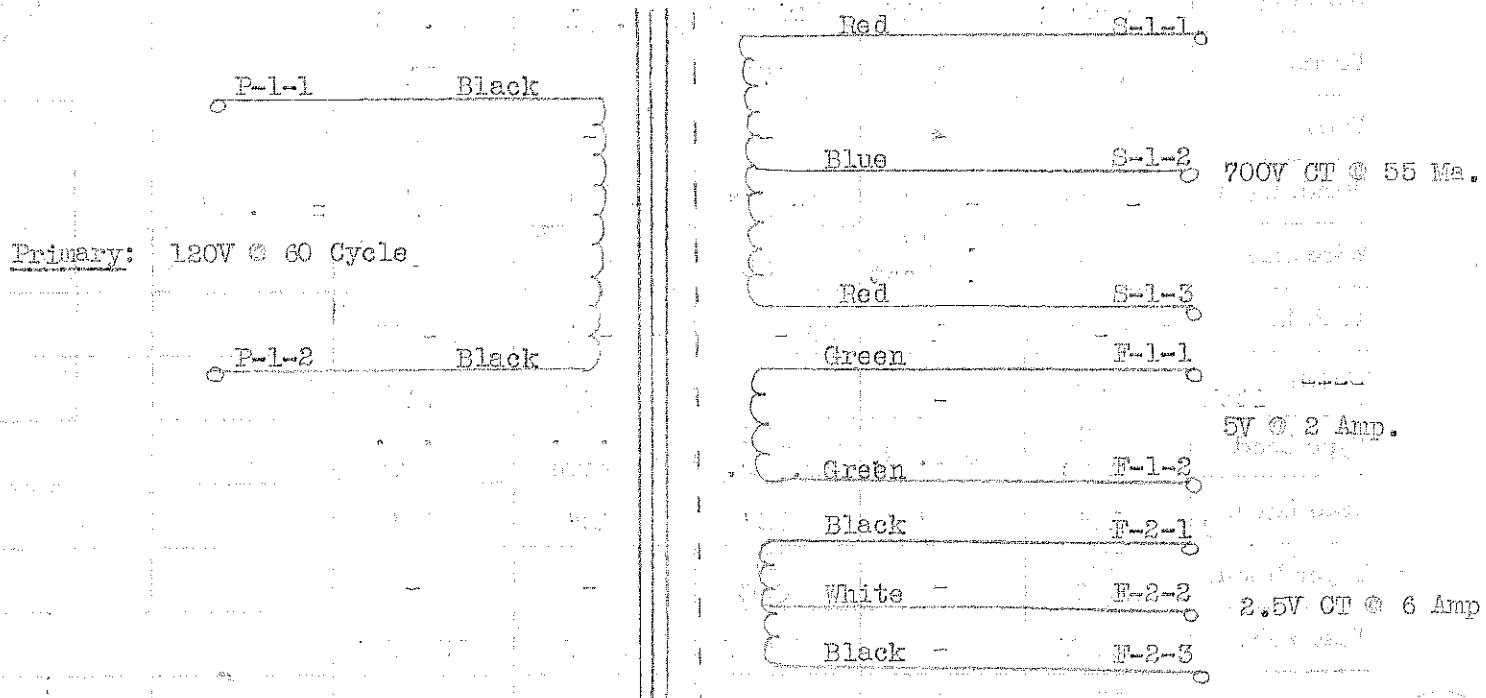 Red S-1-1
P-1-1 Black
Blue S-1-2
700V CT @ 55 Ma.
Primary: 120V @ 60 Cycle
Red S-1-3
P-1-2 Black
Green F-1-1
5V @ 2 Amp.
Green F-1-2
Black F-2-1
White F-2-2
2.5V CT @ 6 Amp
Black F-2-3